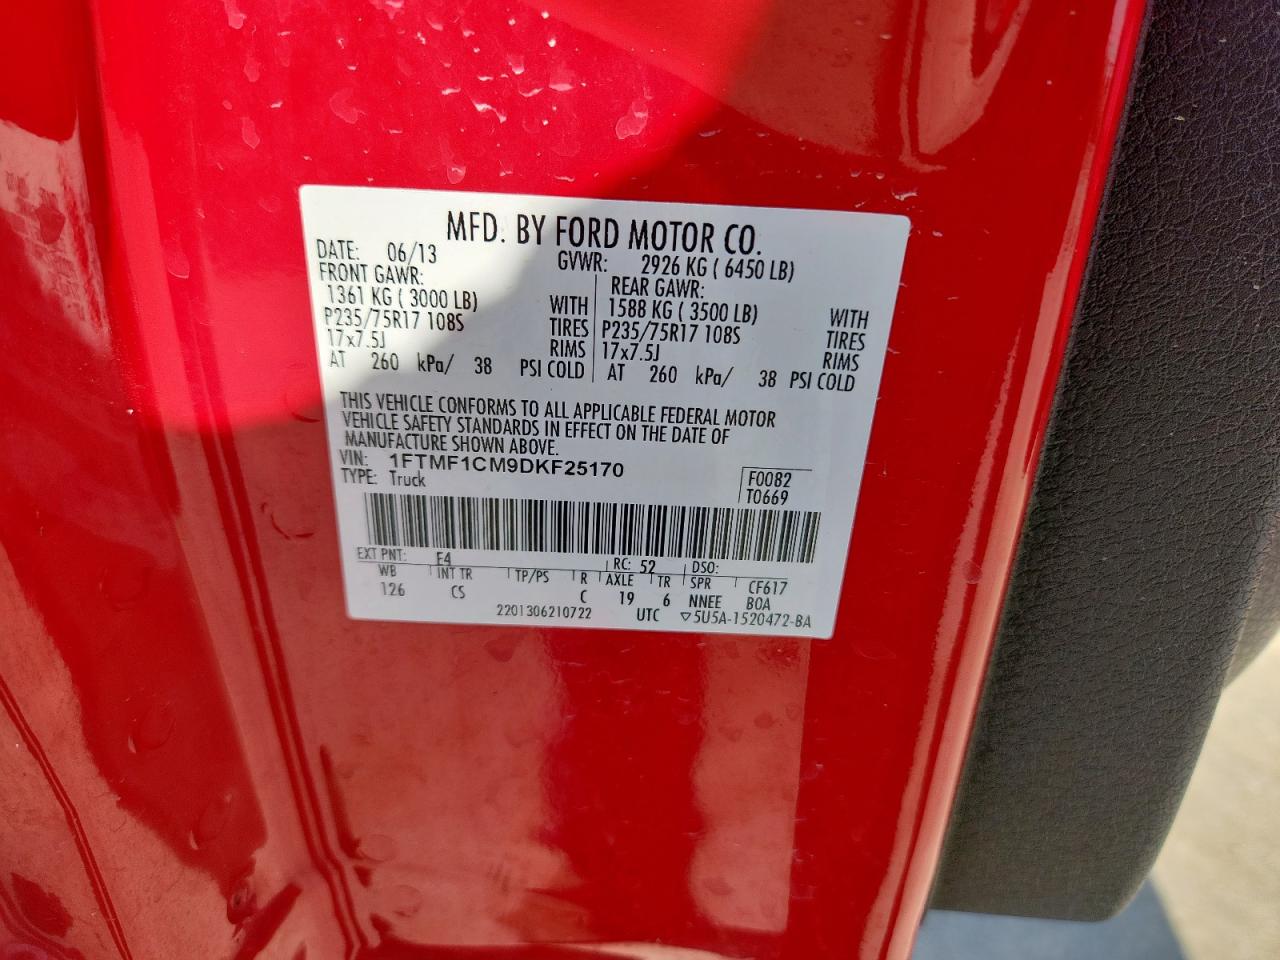 MFD. BY FORD MOTOR CO.
DATE: 06/13 GVWR: 2926 KG ( 6450 LB)
FRONT GAWR: REAR GAWR:
1361 KG ( 3000 LB) WITH 1588 KG ( 3500 LB) WITH
P235/75R17 108S TIRES P235/75R17 108S TIRES
17x7.5J RIMS 17x7.5J RIMS
AT 260 kPa/ 38 PSI COLD AT 260 kPa/ 38 PSI COLD
THIS VEHICLE CONFORMS TO ALL APPLICABLE FEDERAL MOTOR
VEHICLE SAFETY STANDARDS IN EFFECT ON THE DATE OF
MANUFACTURE SHOWN ABOVE.
VIN: 1FTMF1CM9DKF25170 F0082
TYPE: Truck T0669
EXT PNT: F4 RC: 52 DSO:
WB INT TR TP/PS R AXLE TR SPR CF617
126 CS C 19 6 NNEE BOA
2201306210722 UTC ▽5U5A-1520472-BA